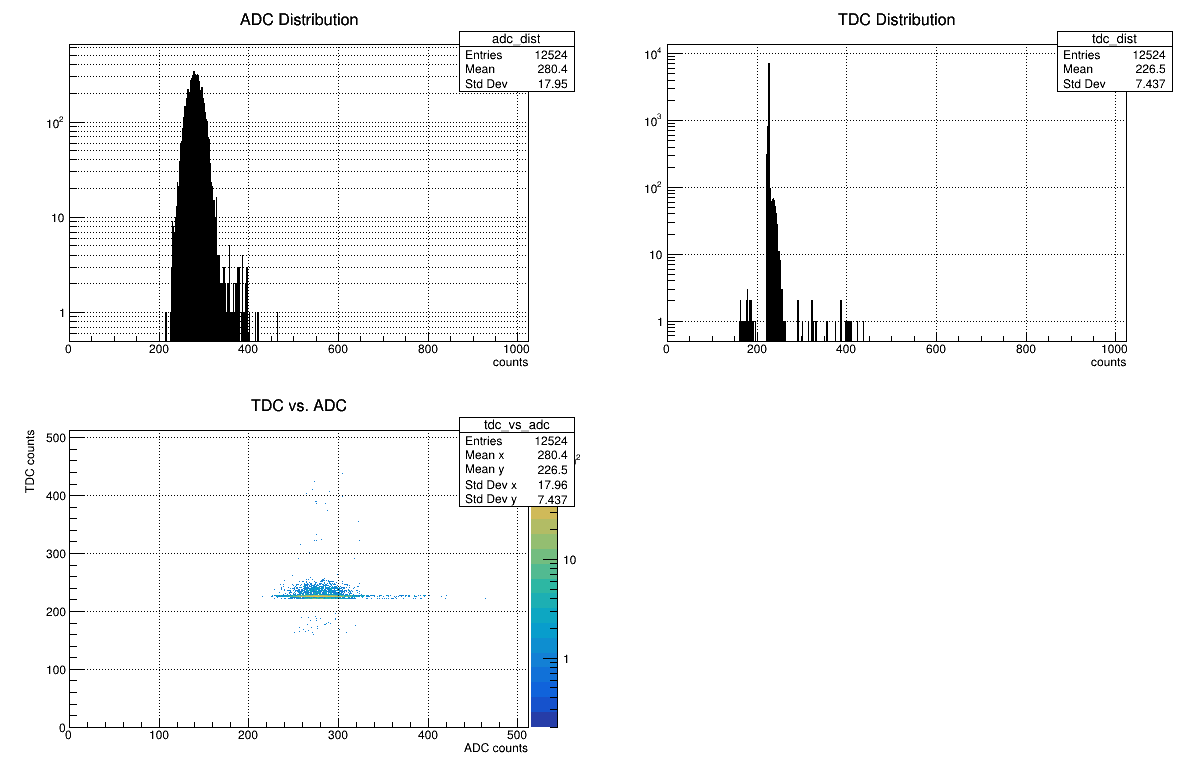 ADC Distribution
adc_dist
Entries 12524
Mean 280.4
Std Dev 17.95
10²
10
1
0 200 400 600 800 1000
counts
TDC Distribution
tdc_dist
Entries 12524
Mean 226.5
Std Dev 7.437
10⁴
10³
10²
10
1
0 200 400 600 800 1000
counts
TDC vs. ADC
tdc_vs_adc
Entries 12524
Mean x 280.4
Mean y 226.5
Std Dev x 17.96
Std Dev y 7.437
TDC counts
500
400
300
200
100
0
0 100 200 300 400 500
ADC counts
2
10
1